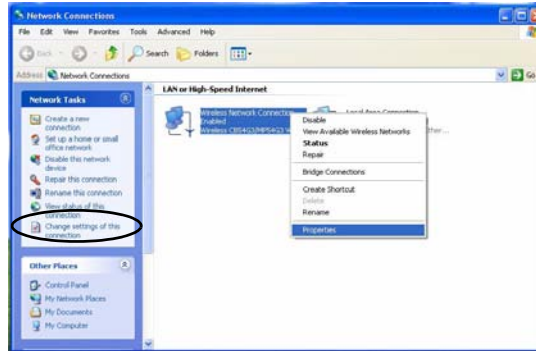 Network Connections
File Edit View Favorites Tools Advanced Help
Back Search Folders
Address Network Connections Go
Network Tasks
Create a new
connection
Set up a home or small
office network
Disable this network
device
Repair this connection
Rename this connection
View status of this
connection
Change settings of this
connection
Other Places
Control Panel
My Network Places
My Documents
My Computer
LAN or High-Speed Internet
Wireless Network Connection
Enabled
Wireless
Local Area Connection
Disable
View Available Wireless Networks
Status
Repair
Bridge Connections
Create Shortcut
Delete
Rename
Properties